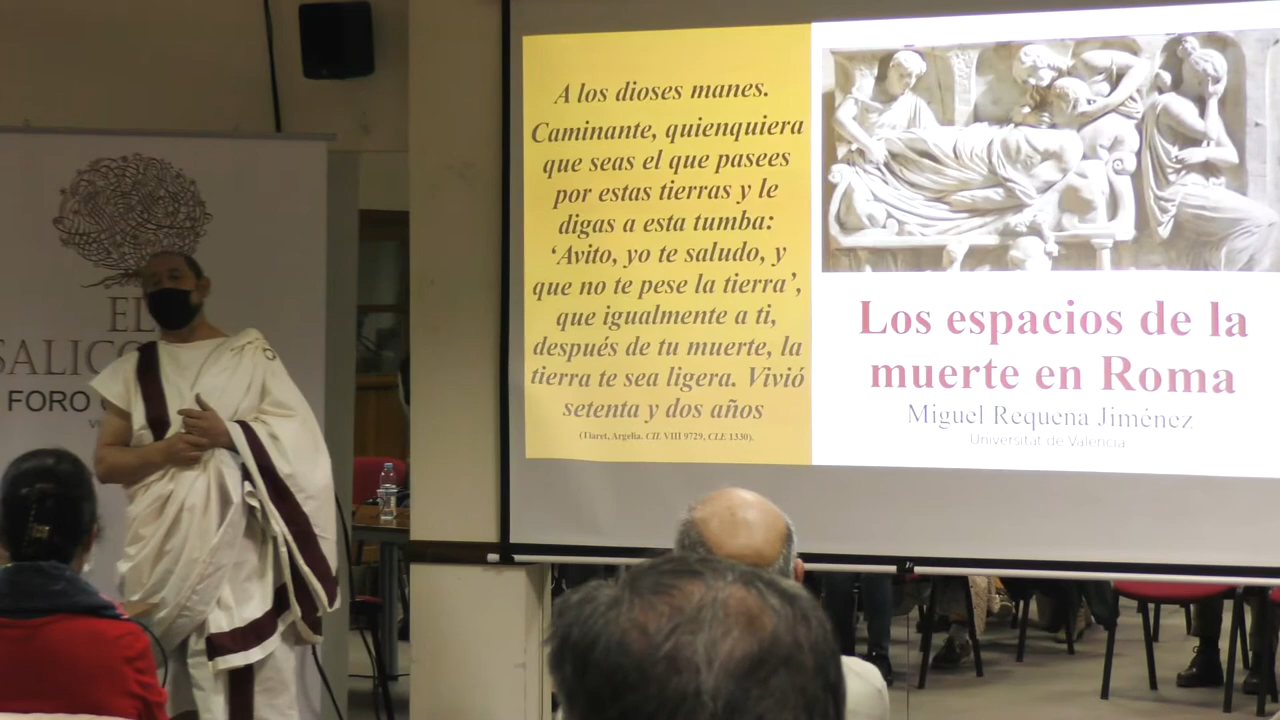 EL
SALICO
FORO
A los dioses manes.
Caminante, quienquiera
que seas el que pasees
por estas tierras y le
digas a esta tumba:
‘Avito, yo te saludo, y
que no te pese la tierra’,
que igualmente a ti,
después de tu muerte, la
tierra te sea ligera. Vivió
setenta y dos años
(Tiaret, Argelia. CIL VIII 9729, CLE 1330).
Los espacios de la
muerte en Roma
Miguel Requena Jiménez
Universitat de València